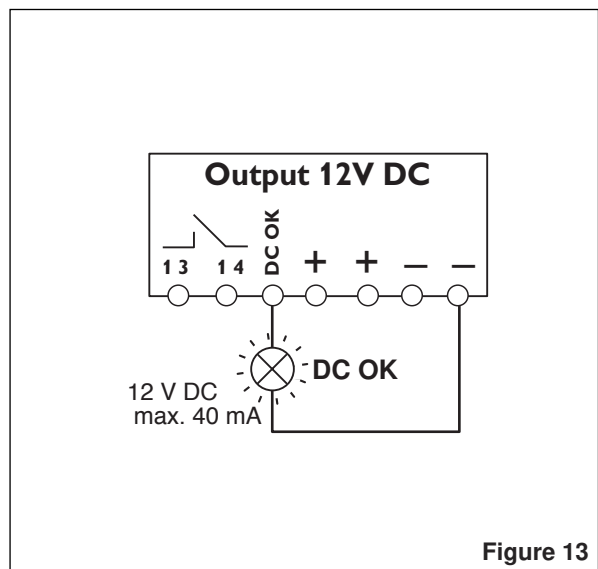 Output 12V DC
13 14 DC OK + + − −
DC OK
12 V DC
max. 40 mA
Figure 13